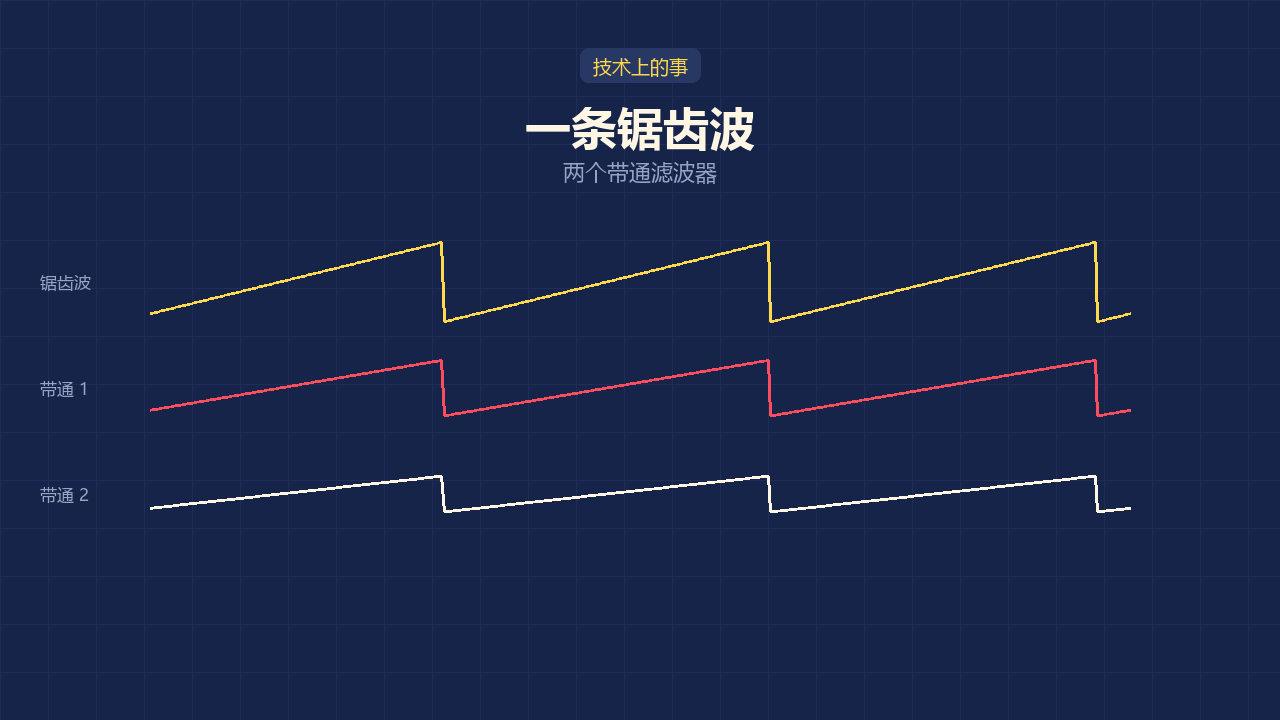 技术上的事
一条锯齿波
两个带通滤波器
锯齿波
带通 1
带通 2